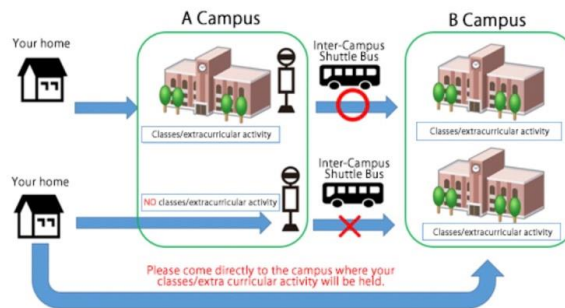 A Campus
B Campus
Your home
Inter-Campus
Shuttle Bus
Classes/extracurricular activity
Classes/extracurricular activity
Your home
NO classes/extracurricular activity
Inter-Campus
Shuttle Bus
Classes/extracurricular activity
Please come directly to the campus where your
classes/extra curricular activity will be held.